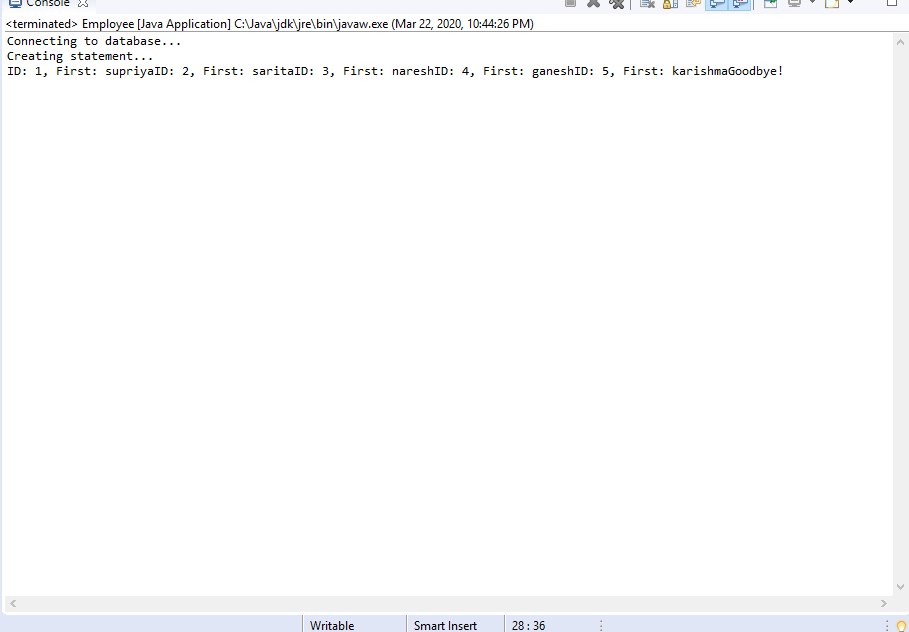 Console
<terminated> Employee [Java Application] C:\Java\jdk\jre\bin\javaw.exe (Mar 22, 2020, 10:44:26 PM)
Connecting to database...
Creating statement...
ID: 1, First: supriyaID: 2, First: saritaID: 3, First: nareshID: 4, First: ganeshID: 5, First: karishmaGoodbye!
Writable Smart Insert 28 : 36